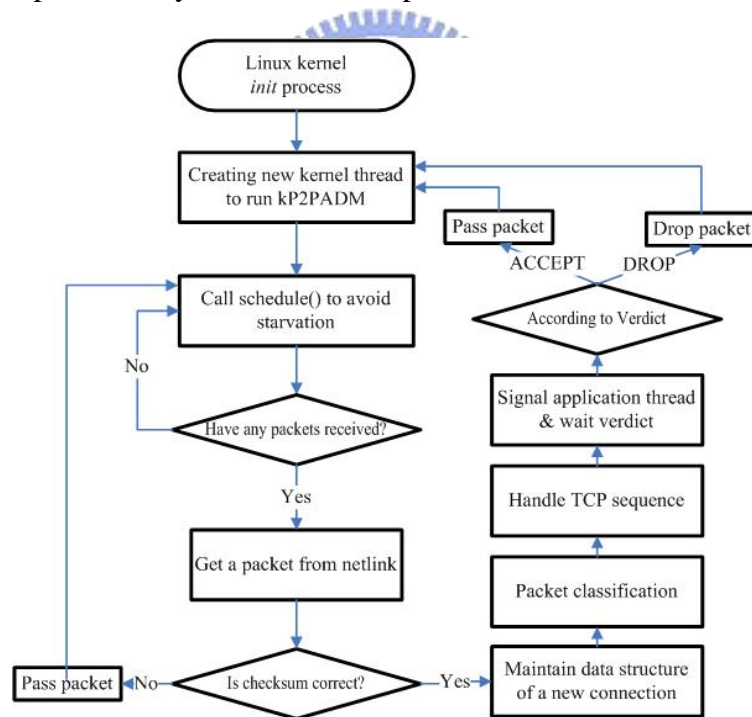 Linux kernel
init process
Creating new kernel thread
to run kP2PADM
Call schedule() to avoid
starvation
No
Have any packets received?
Yes
Get a packet from netlink
Is checksum correct?
No
Pass packet
Yes
Maintain data structure
of a new connection
Packet classification
Handle TCP sequence
Signal application thread
& wait verdict
According to Verdict
ACCEPT
DROP
Pass packet
Drop packet